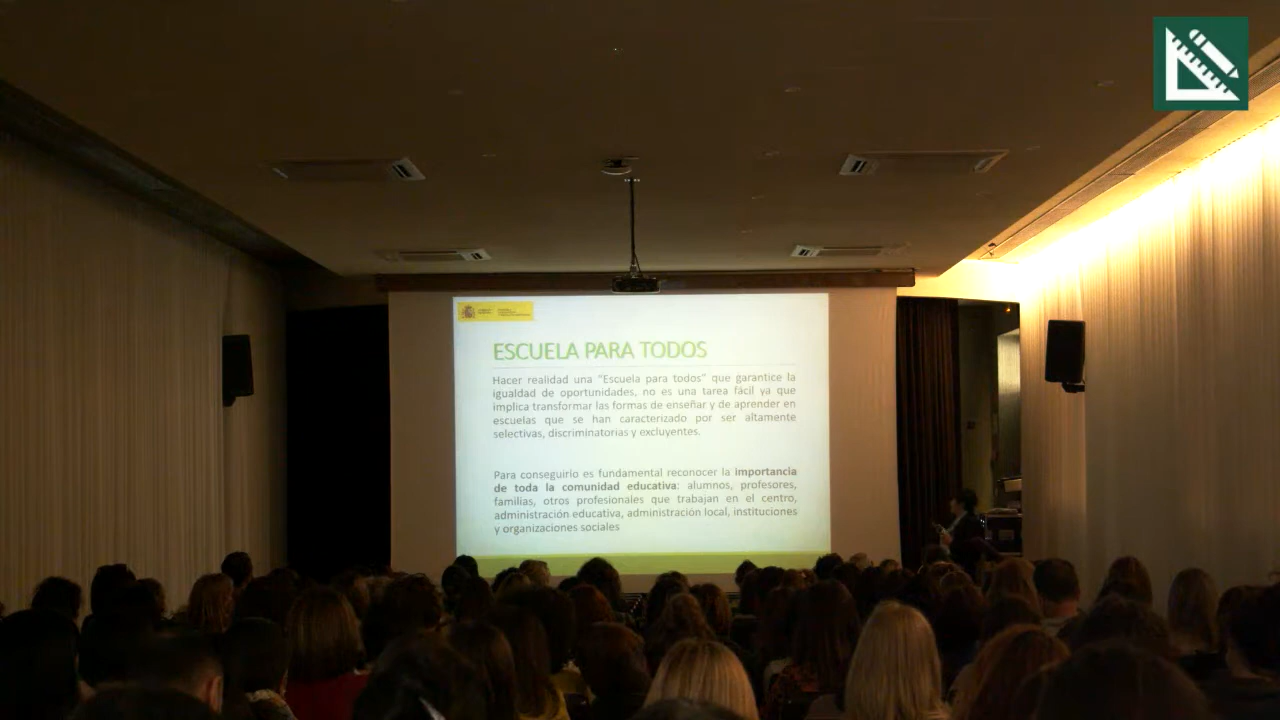 ESCUELA PARA TODOS
Hacer realidad una "Escuela para todos" que garantice la
igualdad de oportunidades, no es una tarea fácil ya que
implica transformar las formas de enseñar y de aprender en
escuelas que se han caracterizado por ser altamente
selectivas, discriminatorias y excluyentes.
Para conseguirlo es fundamental reconocer la importancia
de toda la comunidad educativa: alumnos, profesores,
familias, otros profesionales que trabajan en el centro,
administración educativa, administración local, instituciones
y organizaciones sociales